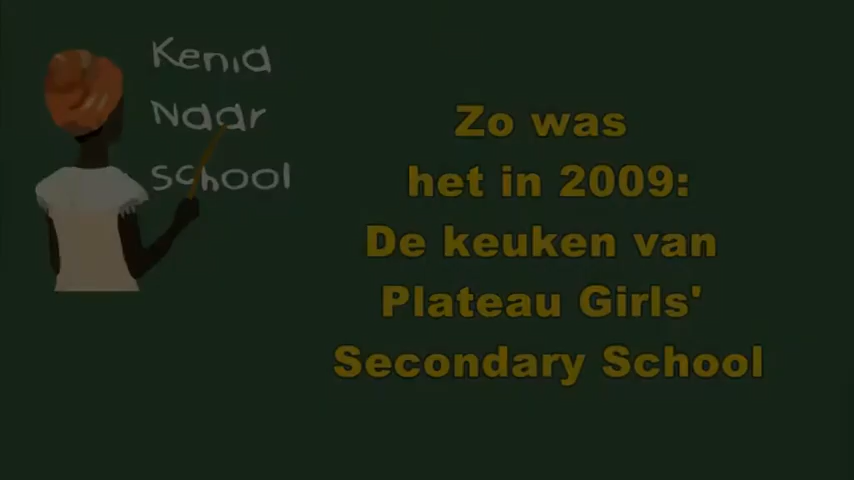 Kenia
Naar
school
Zo was
het in 2009:
De keuken van
Plateau Girls'
Secondary School